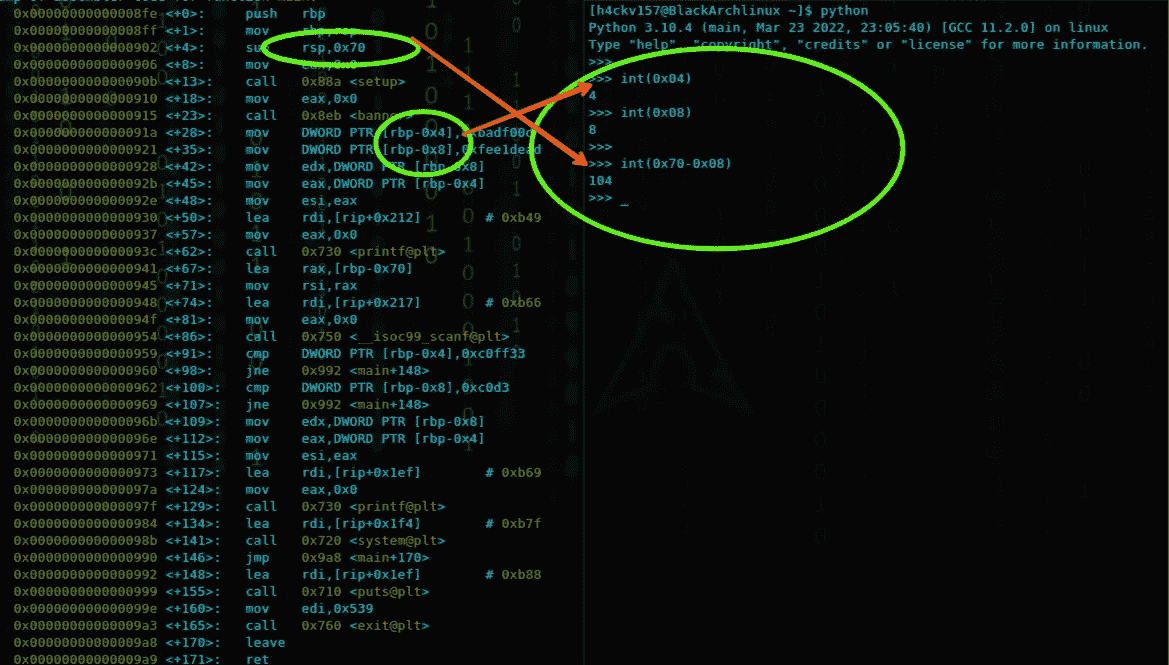 0x00000000000008fe <+0>: push rbp
0x00000000000008ff <+1>: mov rbp,rsp
0x0000000000000902 <+4>: sub rsp,0x70
0x0000000000000906 <+8>: mov
0x000000000000090b <+13>: call 0x88a <setup>
0x0000000000000910 <+18>: mov eax,0x0
0x0000000000000915 <+23>: call 0x8eb <banner>
0x000000000000091a <+28>: mov DWORD PTR [rbp-0x4],0xbadf00d
0x0000000000000921 <+35>: mov DWORD PTR [rbp-0x8],0xfee1dead
0x0000000000000928 <+42>: mov edx,DWORD PTR [rbp-0x8]
0x000000000000092b <+45>: mov eax,DWORD PTR [rbp-0x4]
0x000000000000092e <+48>: mov esi,eax
0x0000000000000930 <+50>: lea rdi,[rip+0x212] # 0xb49
0x0000000000000937 <+57>: mov eax,0x0
0x000000000000093c <+62>: call 0x730 <printf@plt>
0x0000000000000941 <+67>: lea rax,[rbp-0x70]
0x0000000000000945 <+71>: mov rsi,rax
0x0000000000000948 <+74>: lea rdi,[rip+0x217] # 0xb66
0x000000000000094f <+81>: mov eax,0x0
0x0000000000000954 <+86>: call 0x750 <__isoc99_scanf@plt>
0x0000000000000959 <+91>: cmp DWORD PTR [rbp-0x4],0xc0ff33
0x0000000000000960 <+98>: jne 0x992 <main+148>
0x0000000000000962 <+100>: cmp DWORD PTR [rbp-0x8],0xc0d3
0x0000000000000969 <+107>: jne 0x992 <main+148>
0x000000000000096b <+109>: mov edx,DWORD PTR [rbp-0x8]
0x000000000000096e <+112>: mov eax,DWORD PTR [rbp-0x4]
0x0000000000000971 <+115>: mov esi,eax
0x0000000000000973 <+117>: lea rdi,[rip+0x1ef] # 0xb69
0x000000000000097a <+124>: mov eax,0x0
0x000000000000097f <+129>: call 0x730 <printf@plt>
0x0000000000000984 <+134>: lea rdi,[rip+0x1f4] # 0xb7f
0x000000000000098b <+141>: call 0x720 <system@plt>
0x0000000000000990 <+146>: jmp 0x9a8 <main+170>
0x0000000000000992 <+148>: lea rdi,[rip+0x1ef] # 0xb88
0x0000000000000999 <+155>: call 0x710 <puts@plt>
0x000000000000099e <+160>: mov edi,0x539
0x00000000000009a3 <+165>: call 0x760 <exit@plt>
0x00000000000009a8 <+170>: leave
0x00000000000009a9 <+171>: ret
[h4ckv157@BlackArchlinux ~]$ python
Python 3.10.4 (main, Mar 23 2022, 23:05:40) [GCC 11.2.0] on linux
Type "help", "copyright", "credits" or "license" for more information.
>>>
>>> int(0x04)
4
>>> int(0x08)
8
>>>
>>> int(0x70-0x08)
104
>>> _